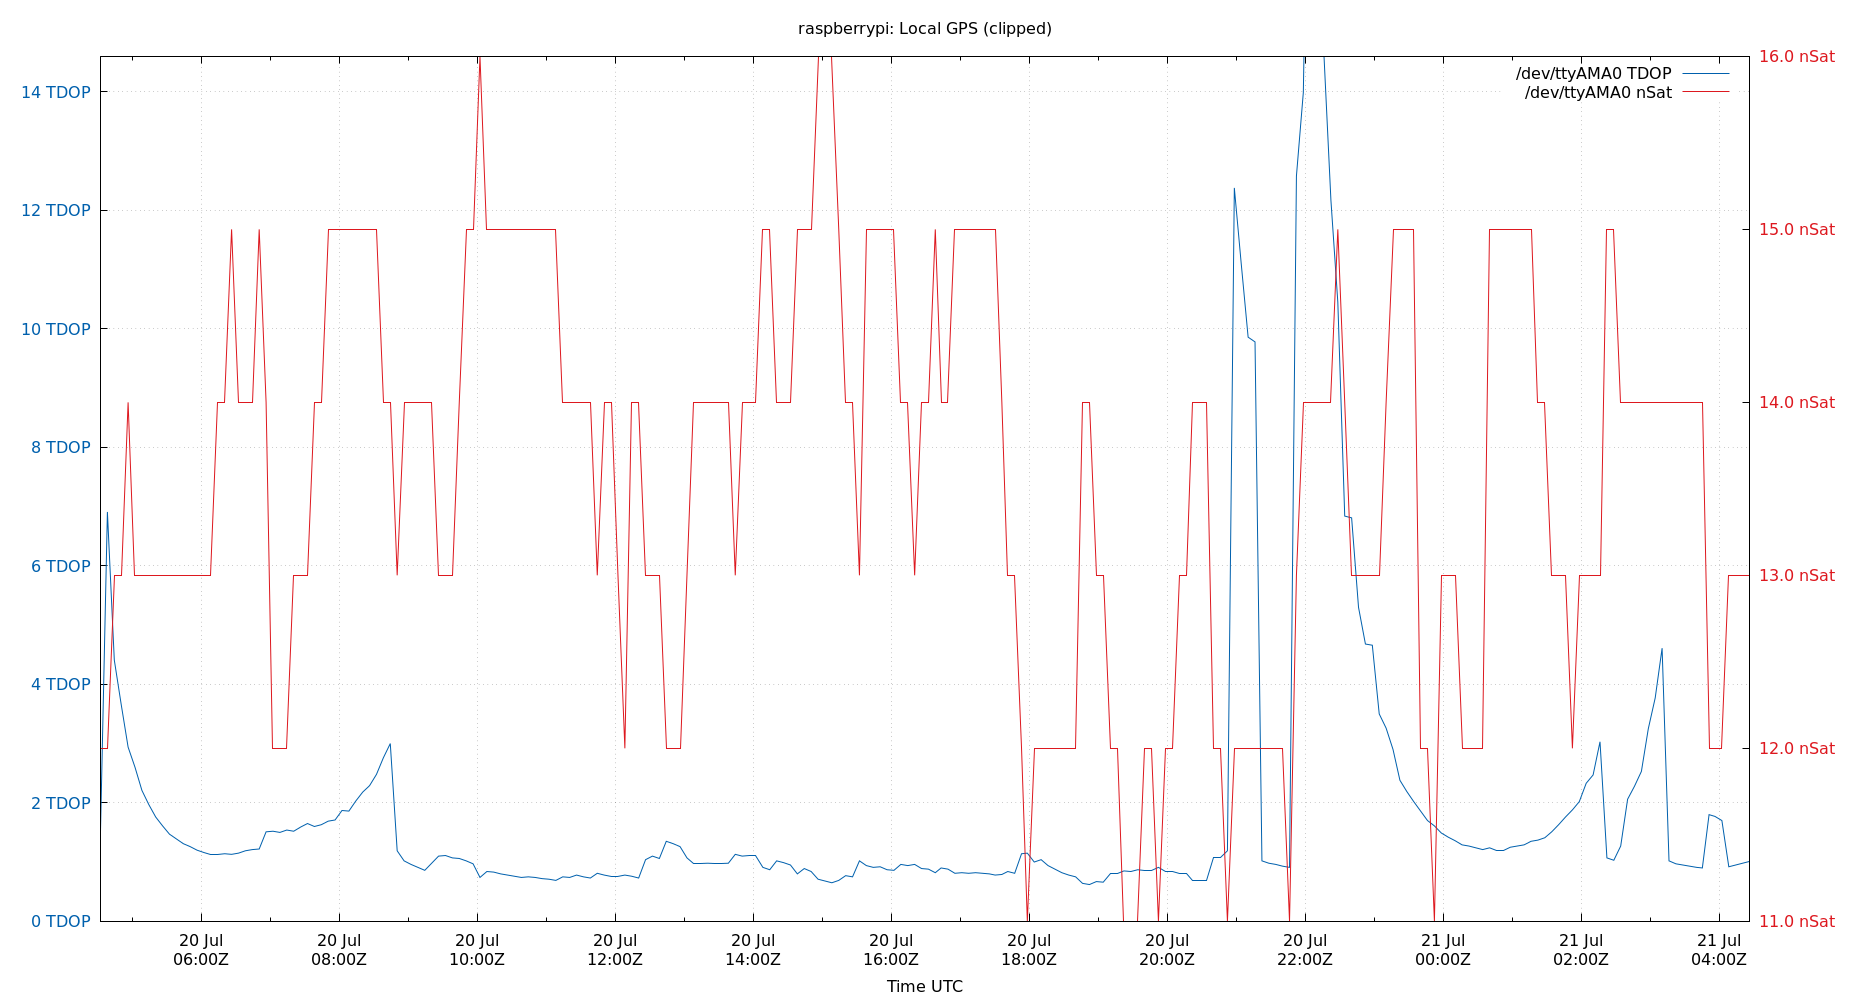 raspberrypi: Local GPS (clipped)
16.0 nSat
/dev/ttyAMA0 TDOP
14 TDOP
/dev/ttyAMA0 nSat
12 TDOP
15.0 nSat
10 TDOP
14.0 nSat
8 TDOP
6 TDOP
13.0 nSat
4 TDOP
12.0 nSat
2 TDOP
0 TDOP
11.0 nSat
20 Jul 20 Jul 20 Jul 20 Jul 20 Jul 20 Jul 20 Jul 20 Jul 20 Jul 21 Jul 21 Jul 21 Jul
06:00Z 08:00Z 10:00Z 12:00Z 14:00Z 16:00Z 18:00Z 20:00Z 22:00Z 00:00Z 02:00Z 04:00Z
Time UTC